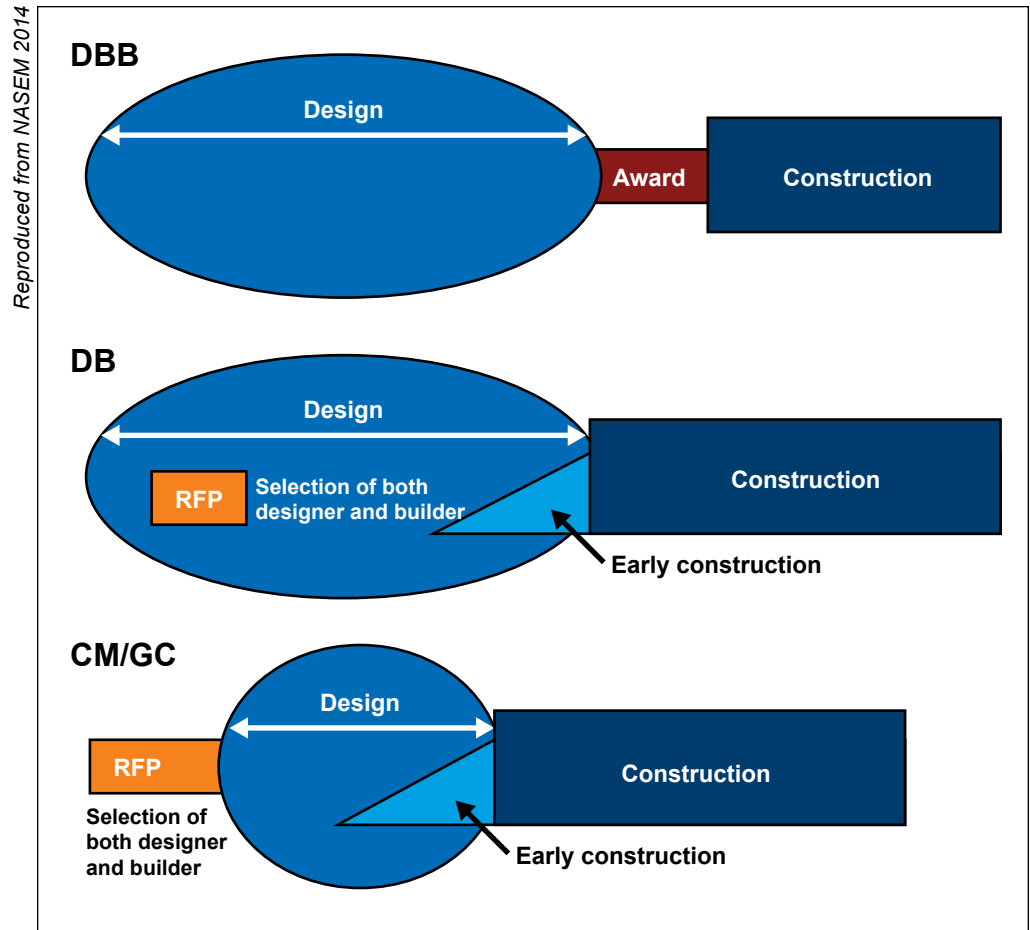 Reproduced from NASEM 2014
DBB
Design
Award
Construction
DB
Design
RFP
Selection of both
designer and builder
Construction
Early construction
CM/GC
Design
RFP
Construction
Selection of
both designer
and builder
Early construction